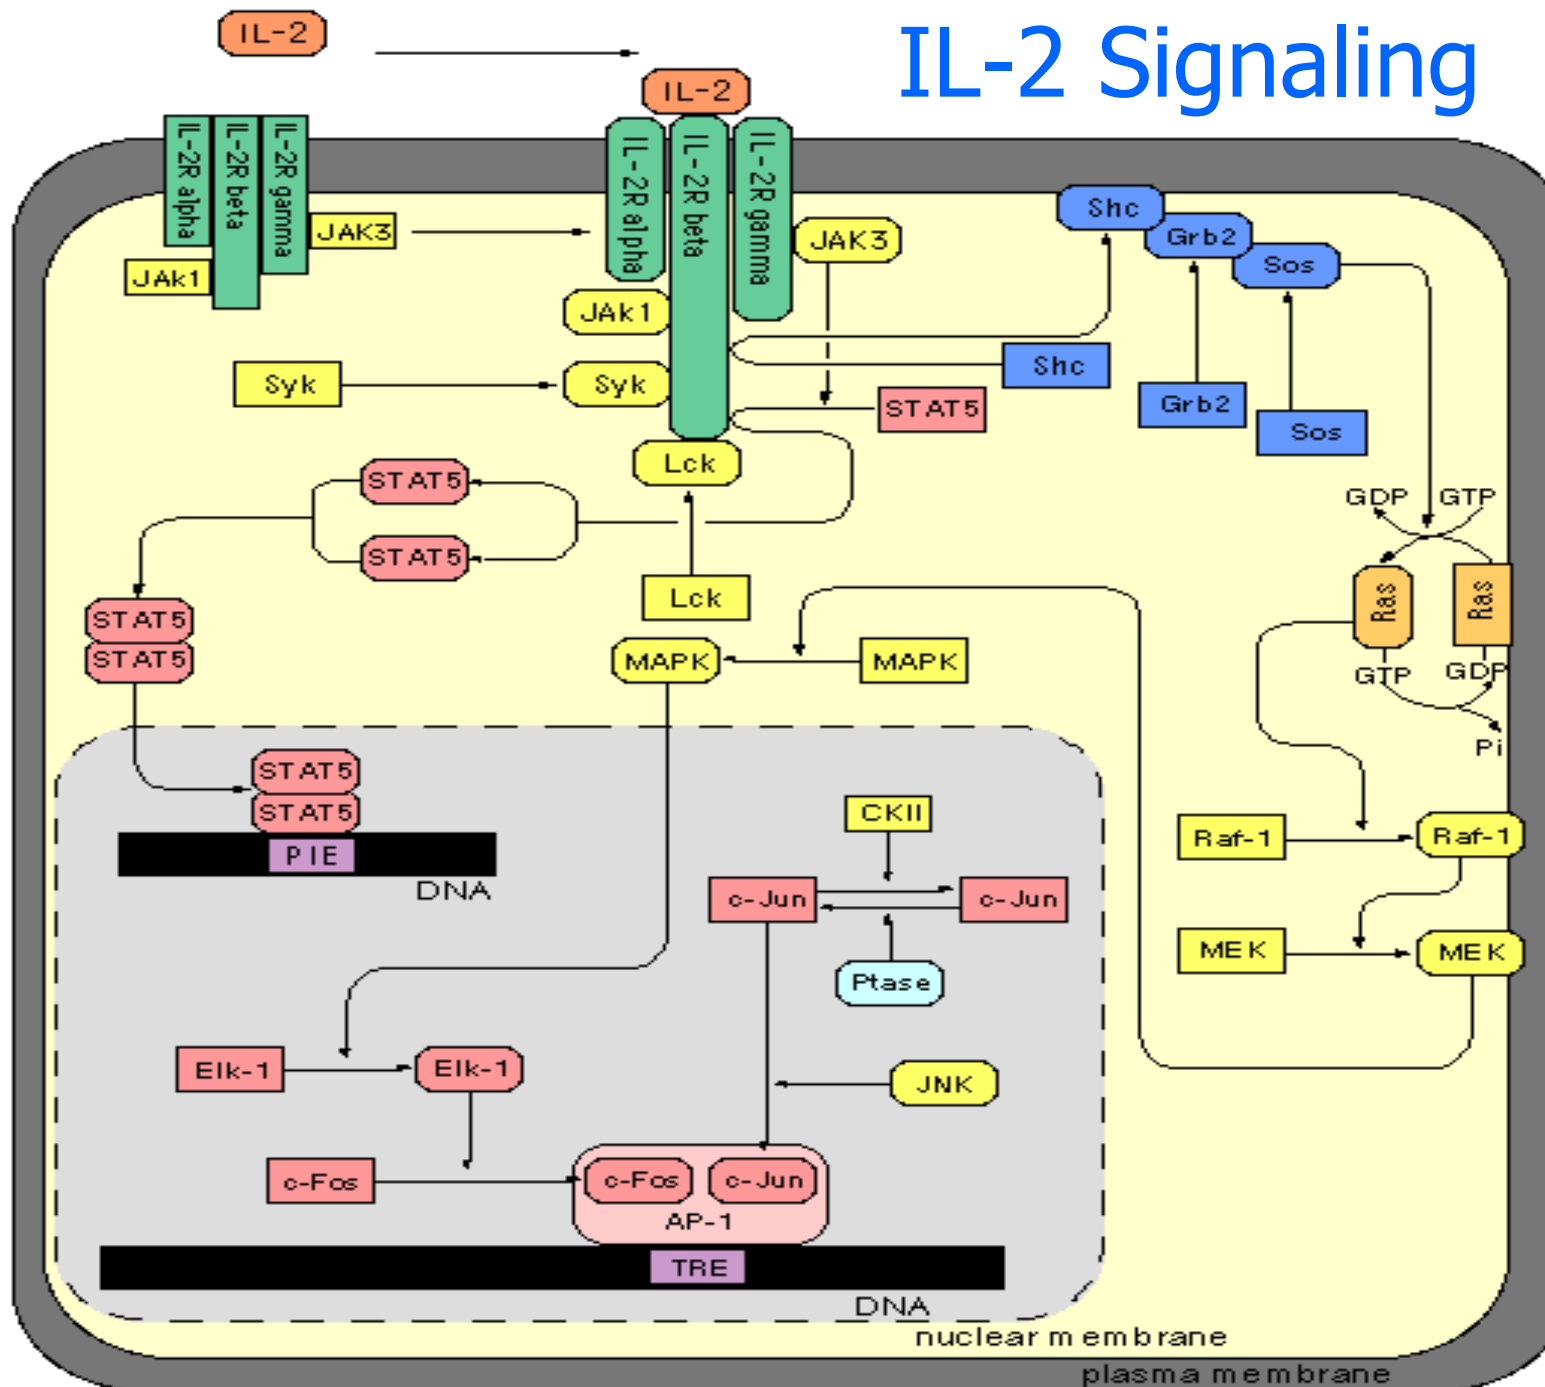 IL-2 Signaling
IL-2
IL-2
IL-2R alpha
IL-2R beta
IL-2R gamma
JAK3
JAk1
IL-2R alpha
IL-2R beta
IL-2R gamma
JAK3
JAk1
Shc
Grb2
Sos
Syk
Syk
Shc
STAT5
Grb2
Sos
Lck
STAT5
STAT5
GDP
GTP
Lck
Ras
Ras
STAT5
STAT5
MAPK
MAPK
GTP
GDP
Pi
STAT5
STAT5
PIE
DNA
CKII
Raf-1
Raf-1
c-Jun
c-Jun
MEK
MEK
Ptase
Elk-1
Elk-1
JNK
c-Fos
c-Fos
c-Jun
AP-1
TRE
DNA
nuclear membrane
plasma membrane